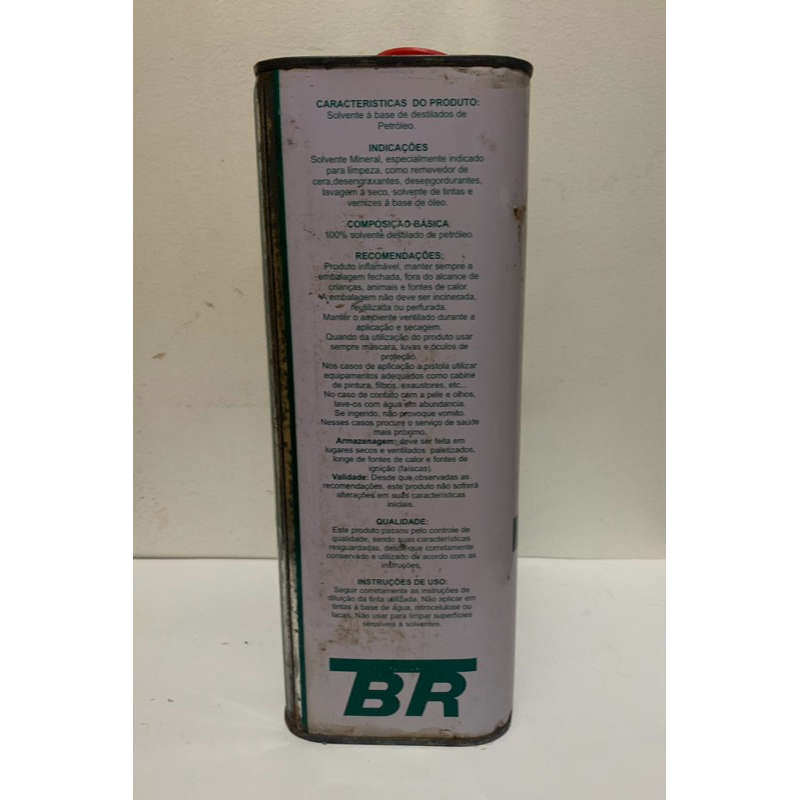 CARACTERISTICAS DO PRODUTO:
Solvente à base de destilados de
Petróleo.
INDICAÇÕES
Solvente Mineral, especialmente indicado
para limpeza, como removedor de
cera,desengraxantes, desengordurantes,
lavagem à seco, solvente de tintas e
vernizes à base de óleo.
COMPOSIÇÃO BÁSICA:
100% solvente destilado de petróleo
RECOMENDAÇÕES:
Produto inflamável, manter sempre a
embalagem fechada, fora do alcance de
crianças, animais e fontes de calor.
A embalagem não deve ser incinerada,
reutilizada ou perfurada.
Manter o ambiente ventilado durante a
aplicação e secagem.
Quando da utilização do produto usar
sempre máscara, luvas e óculos de
proteção.
Nos casos de aplicação a pistola utilizar
equipamentos adequados como cabine
de pintura, filtros, exaustores, etc...
No caso de contato com a pele e olhos,
lave-os com água em abundancia.
Se ingerido, não provoque vomito.
Nesses casos procure o serviço de saúde
mais próximo.
Armazenagem: deve ser feita em
lugares secos e ventilados paletizados,
longe de fontes de calor e fontes de
ignição (faíscas).
Validade: Desde que observadas as
recomendações, este produto não sofrerá
alterações em suas características
iniciais.
QUALIDADE:
Este produto passou pelo controle de
qualidade, sendo suas características
resguardadas, desde que corretamente
conservado e utilizado de acordo com as
instruções.
INSTRUÇÕES DE USO:
Seguir corretamente as instruções de
diluição da tinta utilizada. Não aplicar em
tintas à base de água, nitrocelulose ou
lacas. Não usar para limpar superfícies
sensíveis à solventes.
BR